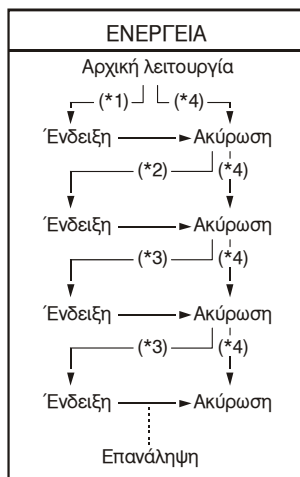 ΕΝΕΡΓΕΙΑ
Αρχική λειτουργία
(*1) (*4)
Ένδειξη Ακύρωση
(*2) (*4)
Ένδειξη Ακύρωση
(*3) (*4)
Ένδειξη Ακύρωση
(*3) (*4)
Ένδειξη Ακύρωση
Επανάληψη